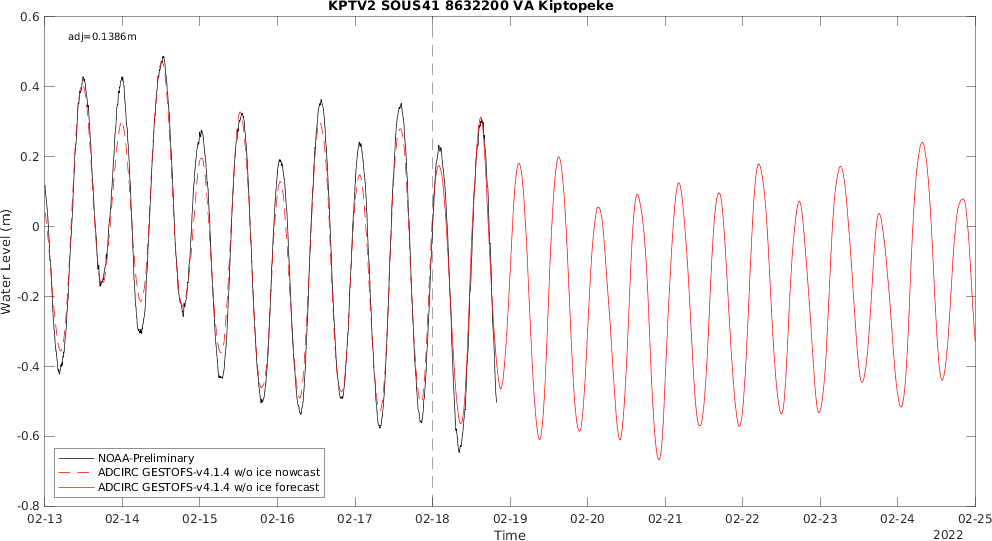 KPTV2 SOUS41 8632200 VA Kiptopeke
adj=0.1386m
0.6
0.4
0.2
0
-0.2
-0.4
-0.6
-0.8
Water Level (m)
NOAA-Preliminary
ADCIRC GESTOFS-v4.1.4 w/o ice nowcast
ADCIRC GESTOFS-v4.1.4 w/o ice forecast
02-13 02-14 02-15 02-16 02-17 02-18 02-19 02-20 02-21 02-22 02-23 02-24 02-25
Time
2022